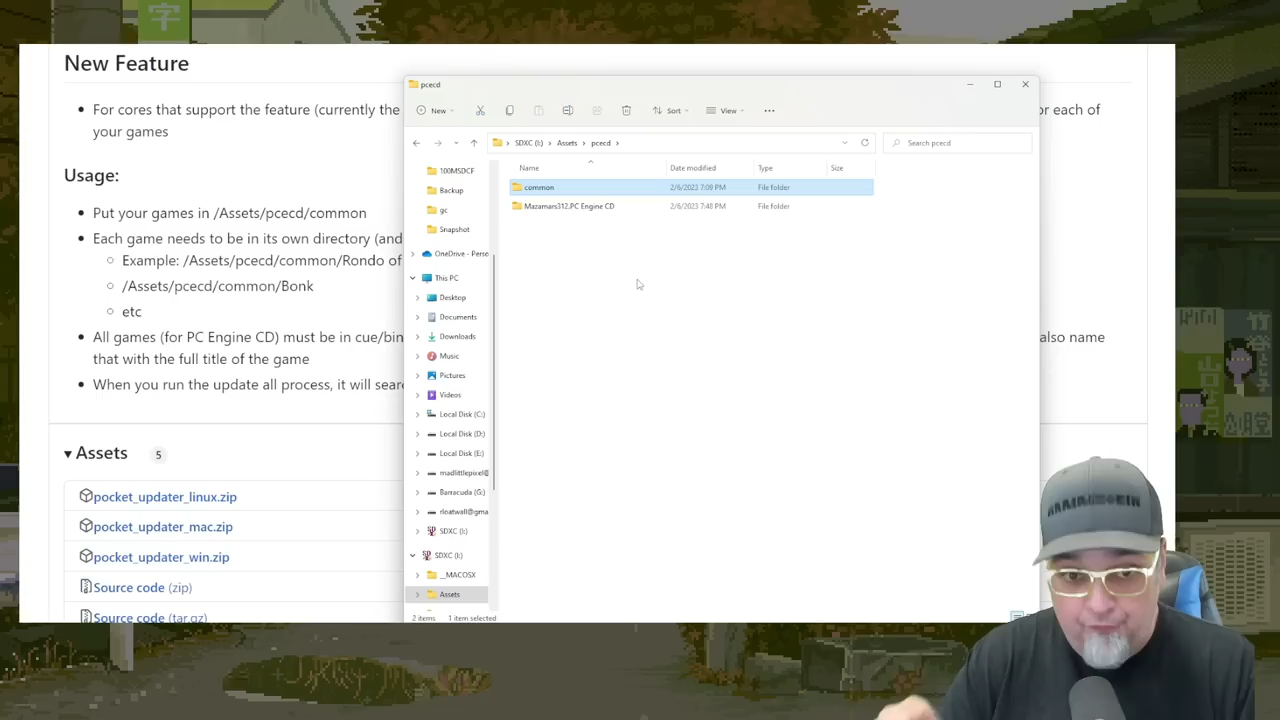 字
New Feature
For cores that support the feature (currently the
or each of
your games
Usage:
Put your games in /Assets/pcecd/common
Each game needs to be in its own directory (and
Example: /Assets/pcecd/common/Rondo of
/Assets/pcecd/common/Bonk
etc
All games (for PC Engine CD) must be in cue/bin
also name
that with the full title of the game
When you run the update all process, it will sear
Assets 5
pocket_updater_linux.zip
pocket_updater_mac.zip
pocket_updater_win.zip
Source code (zip)
Source code (tar.gz)
pcecd
New
Sort
View
SDXC (I:) > Assets > pcecd >
Search pcecd
Name Date modified Type Size
common 2/6/2023 7:09 PM File folder
Mazamars312.PC Engine CD 2/6/2023 7:48 PM File folder
100MSDCF
Backup
gc
Snapshot
OneDrive - Perso
This PC
Desktop
Documents
Downloads
Music
Pictures
Videos
Local Disk (C:)
Local Disk (D:)
Local Disk (E:)
madlittlepixel@
Barracuda (G:)
rleatwall@gma
SDXC (I:)
SDXC (I:)
__MACOSX
Assets
2 items 1 item selected
RAMMSTEIN